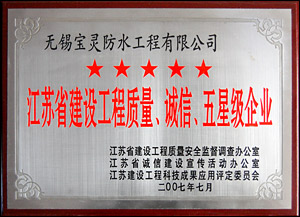 无锡宝灵防水工程有限公司
★★★★★
江苏省建设工程质量、诚信、五星级企业
江苏省建设工程质量安全监督调查办公室
江苏省诚信建设宣传活动办公室
江苏建设工程科技成果应用评定委员会
二00七年七月